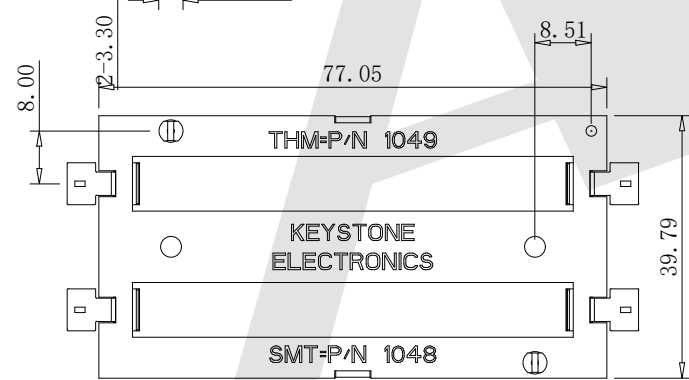 2-3.30
8.51
77.05
8.00
THM=P/N 1049
KEYSTONE
ELECTRONICS
39.79
SMT=P/N 1048